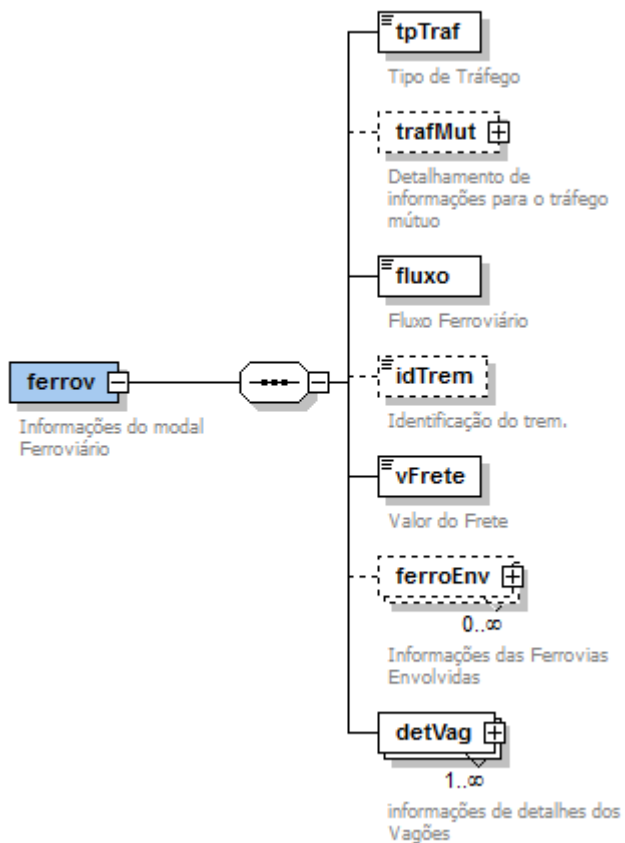 tpTraf
Tipo de Tráfego
trafMut
Detalhamento de
informações para o tráfego
mútuo
fluxo
Fluxo Ferroviário
ferrov
Informações do modal
Ferroviário
idTrem
Identificação do trem.
vFrete
Valor do Frete
ferroEnv
0..∞
Informações das Ferrovias
Envolvidas
detVag
1..∞
informações de detalhes dos
Vagões